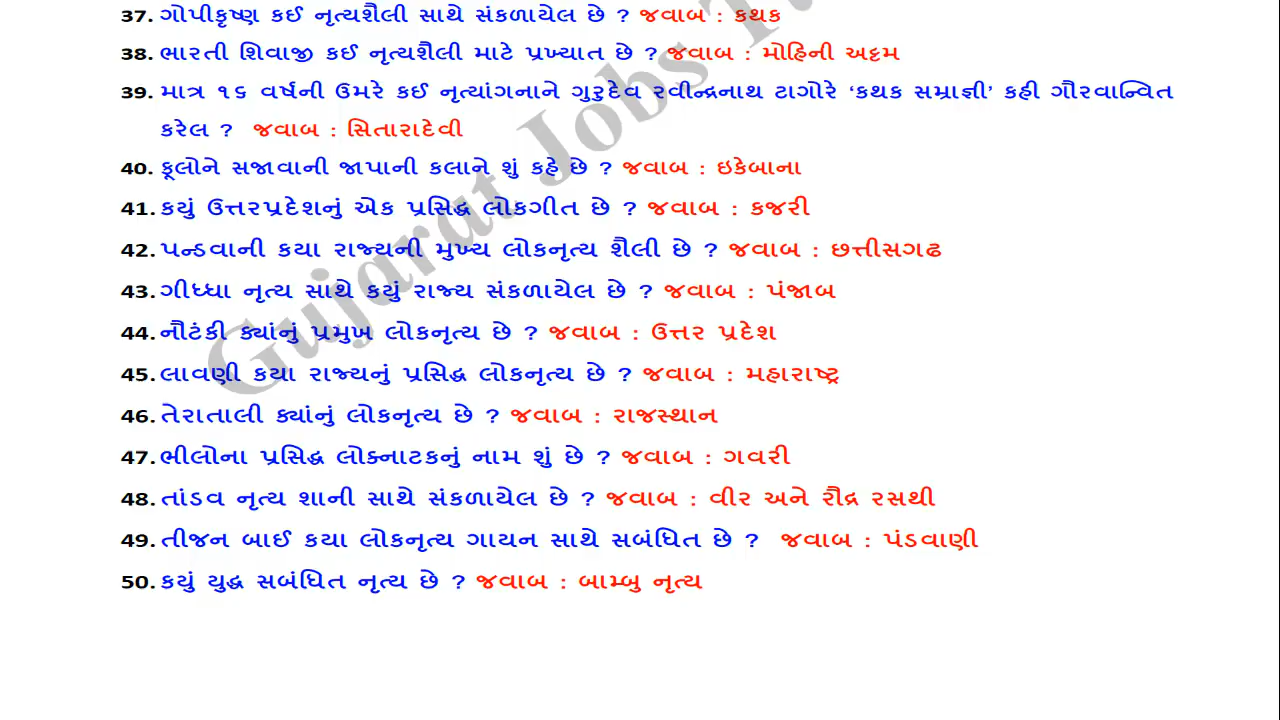 37. ગોપીકૃષ્ણ કઈ નૃત્યશૈલી સાથે સંકળાયેલ છે ? જવાબ : કથક
38. ભારતી શિવાજી કઈ નૃત્યશૈલી માટે પ્રખ્યાત છે ? જવાબ : મોહિની અટ્ટમ
39. માત્ર ૧૬ વર્ષની ઉમરે કઈ નૃત્યાંગનાને ગુરુદેવ રવીન્દ્રનાથ ટાગોરે ‘કથક સમ્રાજ્ઞી’ કહી ગૌરવાન્વિત
કરેલ ? જવાબ : સિતારાદેવી
40. ફૂલોને સજાવાની જાપાની કલાને શું કહે છે ? જવાબ : ઇકેબાના
41. કયું ઉત્તરપ્રદેશનું એક પ્રસિદ્ધ લોકગીત છે ? જવાબ : કજરી
42. પન્ડવાની કયા રાજ્યની મુખ્ય લોકનૃત્ય શૈલી છે ? જવાબ : છત્તીસગઢ
43. ગીધ્ધા નૃત્ય સાથે કયું રાજ્ય સંકળાયેલ છે ? જવાબ : પંજાબ
44. નૌટંકી ક્યાંનું પ્રમુખ લોકનૃત્ય છે ? જવાબ : ઉત્તર પ્રદેશ
45. લાવણી કયા રાજ્યનું પ્રસિદ્ધ લોકનૃત્ય છે ? જવાબ : મહારાષ્ટ્ર
46. તેરાતાલી ક્યાંનું લોકનૃત્ય છે ? જવાબ : રાજસ્થાન
47. ભીલોના પ્રસિદ્ધ લોક્નાટકનું નામ શું છે ? જવાબ : ગવરી
48. તાંડવ નૃત્ય શાની સાથે સંકળાયેલ છે ? જવાબ : વીર અને રૌદ્ર રસથી
49. તીજન બાઈ કયા લોકનૃત્ય ગાયન સાથે સબંધિત છે ? જવાબ : પંડવાણી
50. કયું યુદ્ધ સબંધિત નૃત્ય છે ? જવાબ : બામ્બુ નૃત્ય
Gujarat Jobs